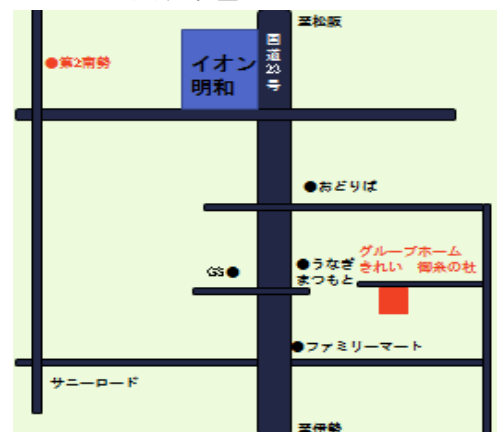 至松阪
国道23号
イオン
明和
●第2南勢
●おどりば
GS●
●うなぎ
まつもと
グループホーム
きれい 御糸の杜
●ファミリーマート
サニーロード
至伊勢